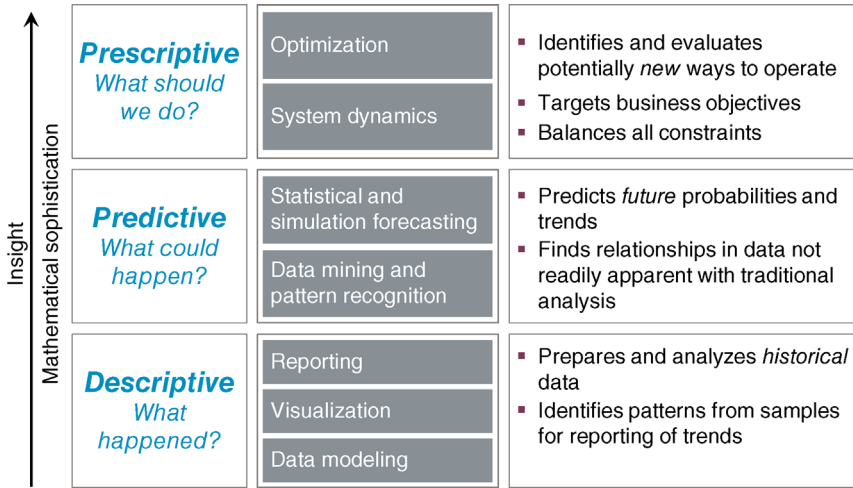 Insight
Mathematical sophistication
Prescriptive
What should
we do?
Optimization
System dynamics
▪ Identifies and evaluates
potentially new ways to operate
▪ Targets business objectives
▪ Balances all constraints
Predictive
What could
happen?
Statistical and
simulation forecasting
Data mining and
pattern recognition
▪ Predicts future probabilities and
trends
▪ Finds relationships in data not
readily apparent with traditional
analysis
Descriptive
What
happened?
Reporting
Visualization
Data modeling
▪ Prepares and analyzes historical
data
▪ Identifies patterns from samples
for reporting of trends